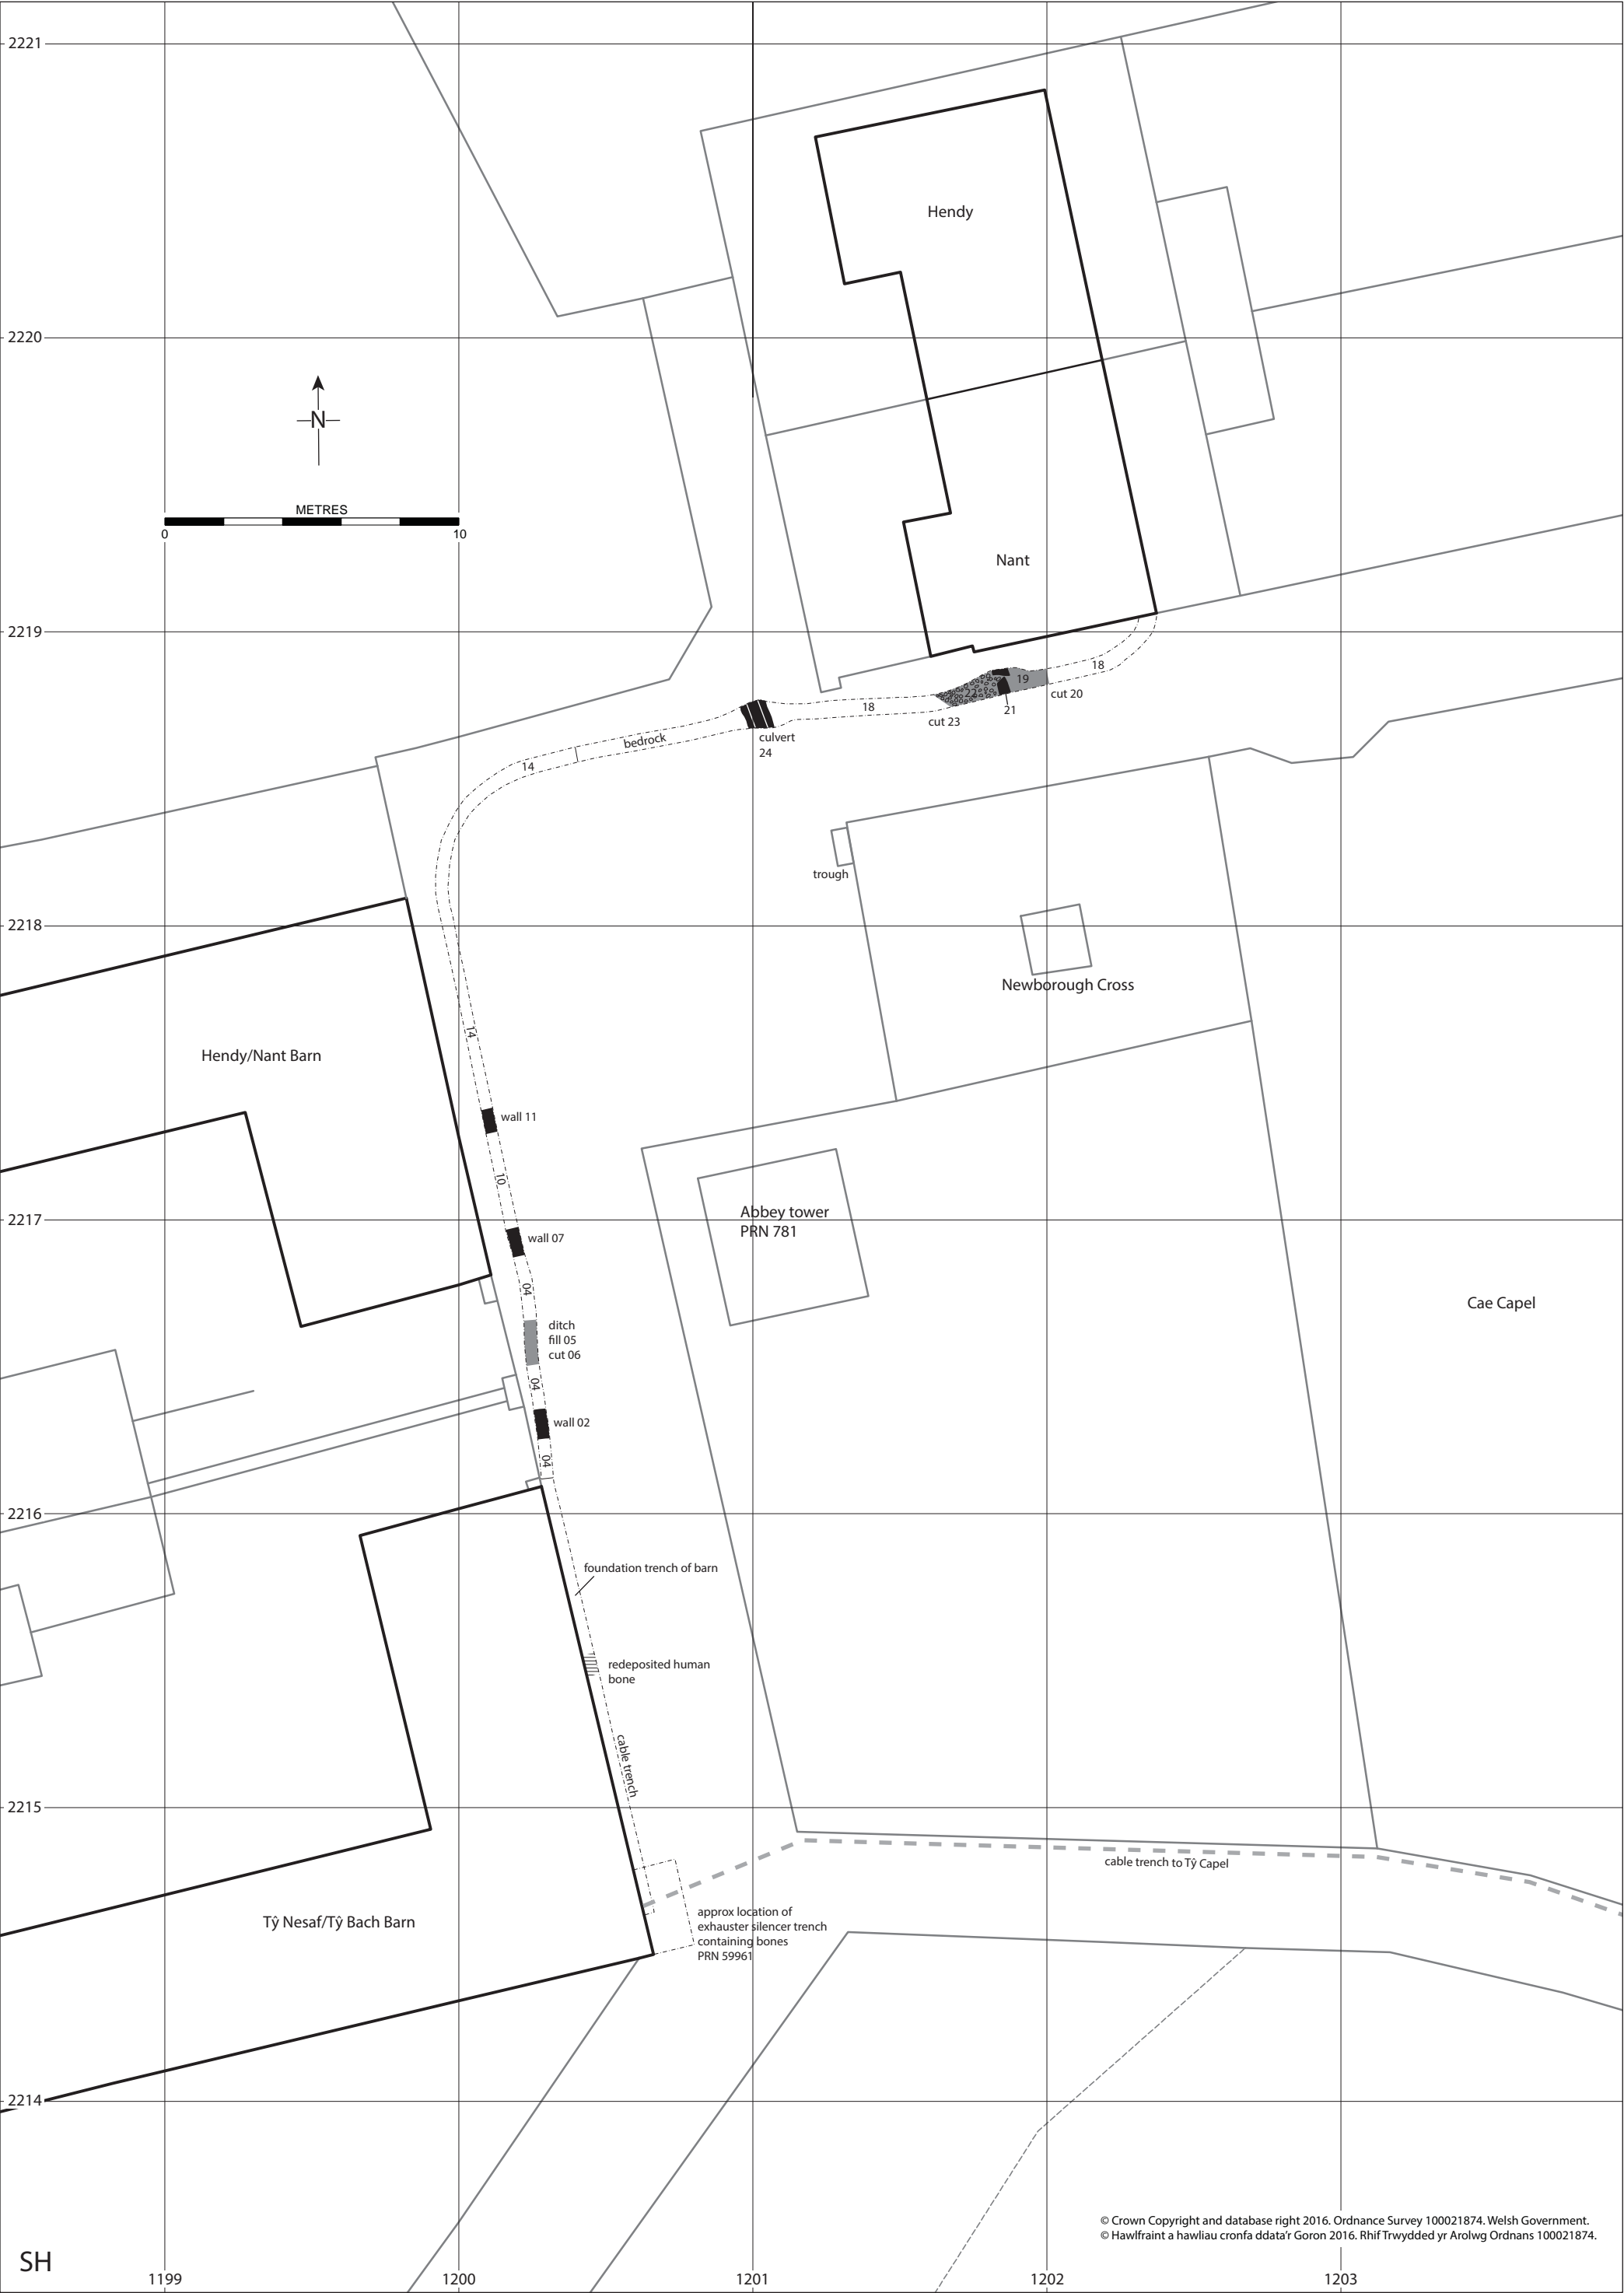 2221
Hendy
2220
N
METRES
0 10
Nant
2219
18
19
22
cut 20
21
18
cut 23
culvert
24
bedrock
14
trough
2218
Newborough Cross
14
Hendy/Nant Barn
wall 11
10
Abbey tower
PRN 781
2217
wall 07
04
Cae Capel
ditch
fill 05
cut 06
04
wall 02
04
2216
foundation trench of barn
redeposited human
bone
cable trench
2215
cable trench to Tŷ Capel
approx location of
exhauster silencer trench
containing bones
PRN 59961
Tŷ Nesaf/Tŷ Bach Barn
2214
© Crown Copyright and database right 2016. Ordnance Survey 100021874. Welsh Government.
© Hawlfraint a hawliau cronfa ddata'r Goron 2016. Rhif Trwydded yr Arolwg Ordnans 100021874.
SH
1199 1200 1201 1202 1203